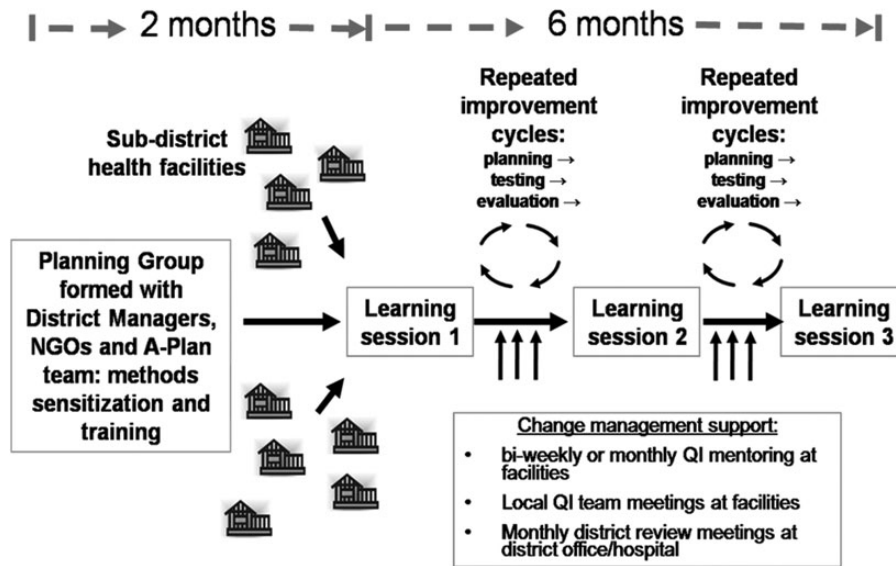 2 months
6 months
Sub-district
health facilities
Planning Group
formed with
District Managers,
NGOs and A-Plan
team: methods
sensitization and
training
Learning
session 1
Repeated
improvement
cycles:
planning →
testing →
evaluation →
Learning
session 2
Repeated
improvement
cycles:
planning →
testing →
evaluation →
Learning
session 3
Change management support:
• bi-weekly or monthly QI mentoring at
facilities
• Local QI team meetings at facilities
• Monthly district review meetings at
district office/hospital